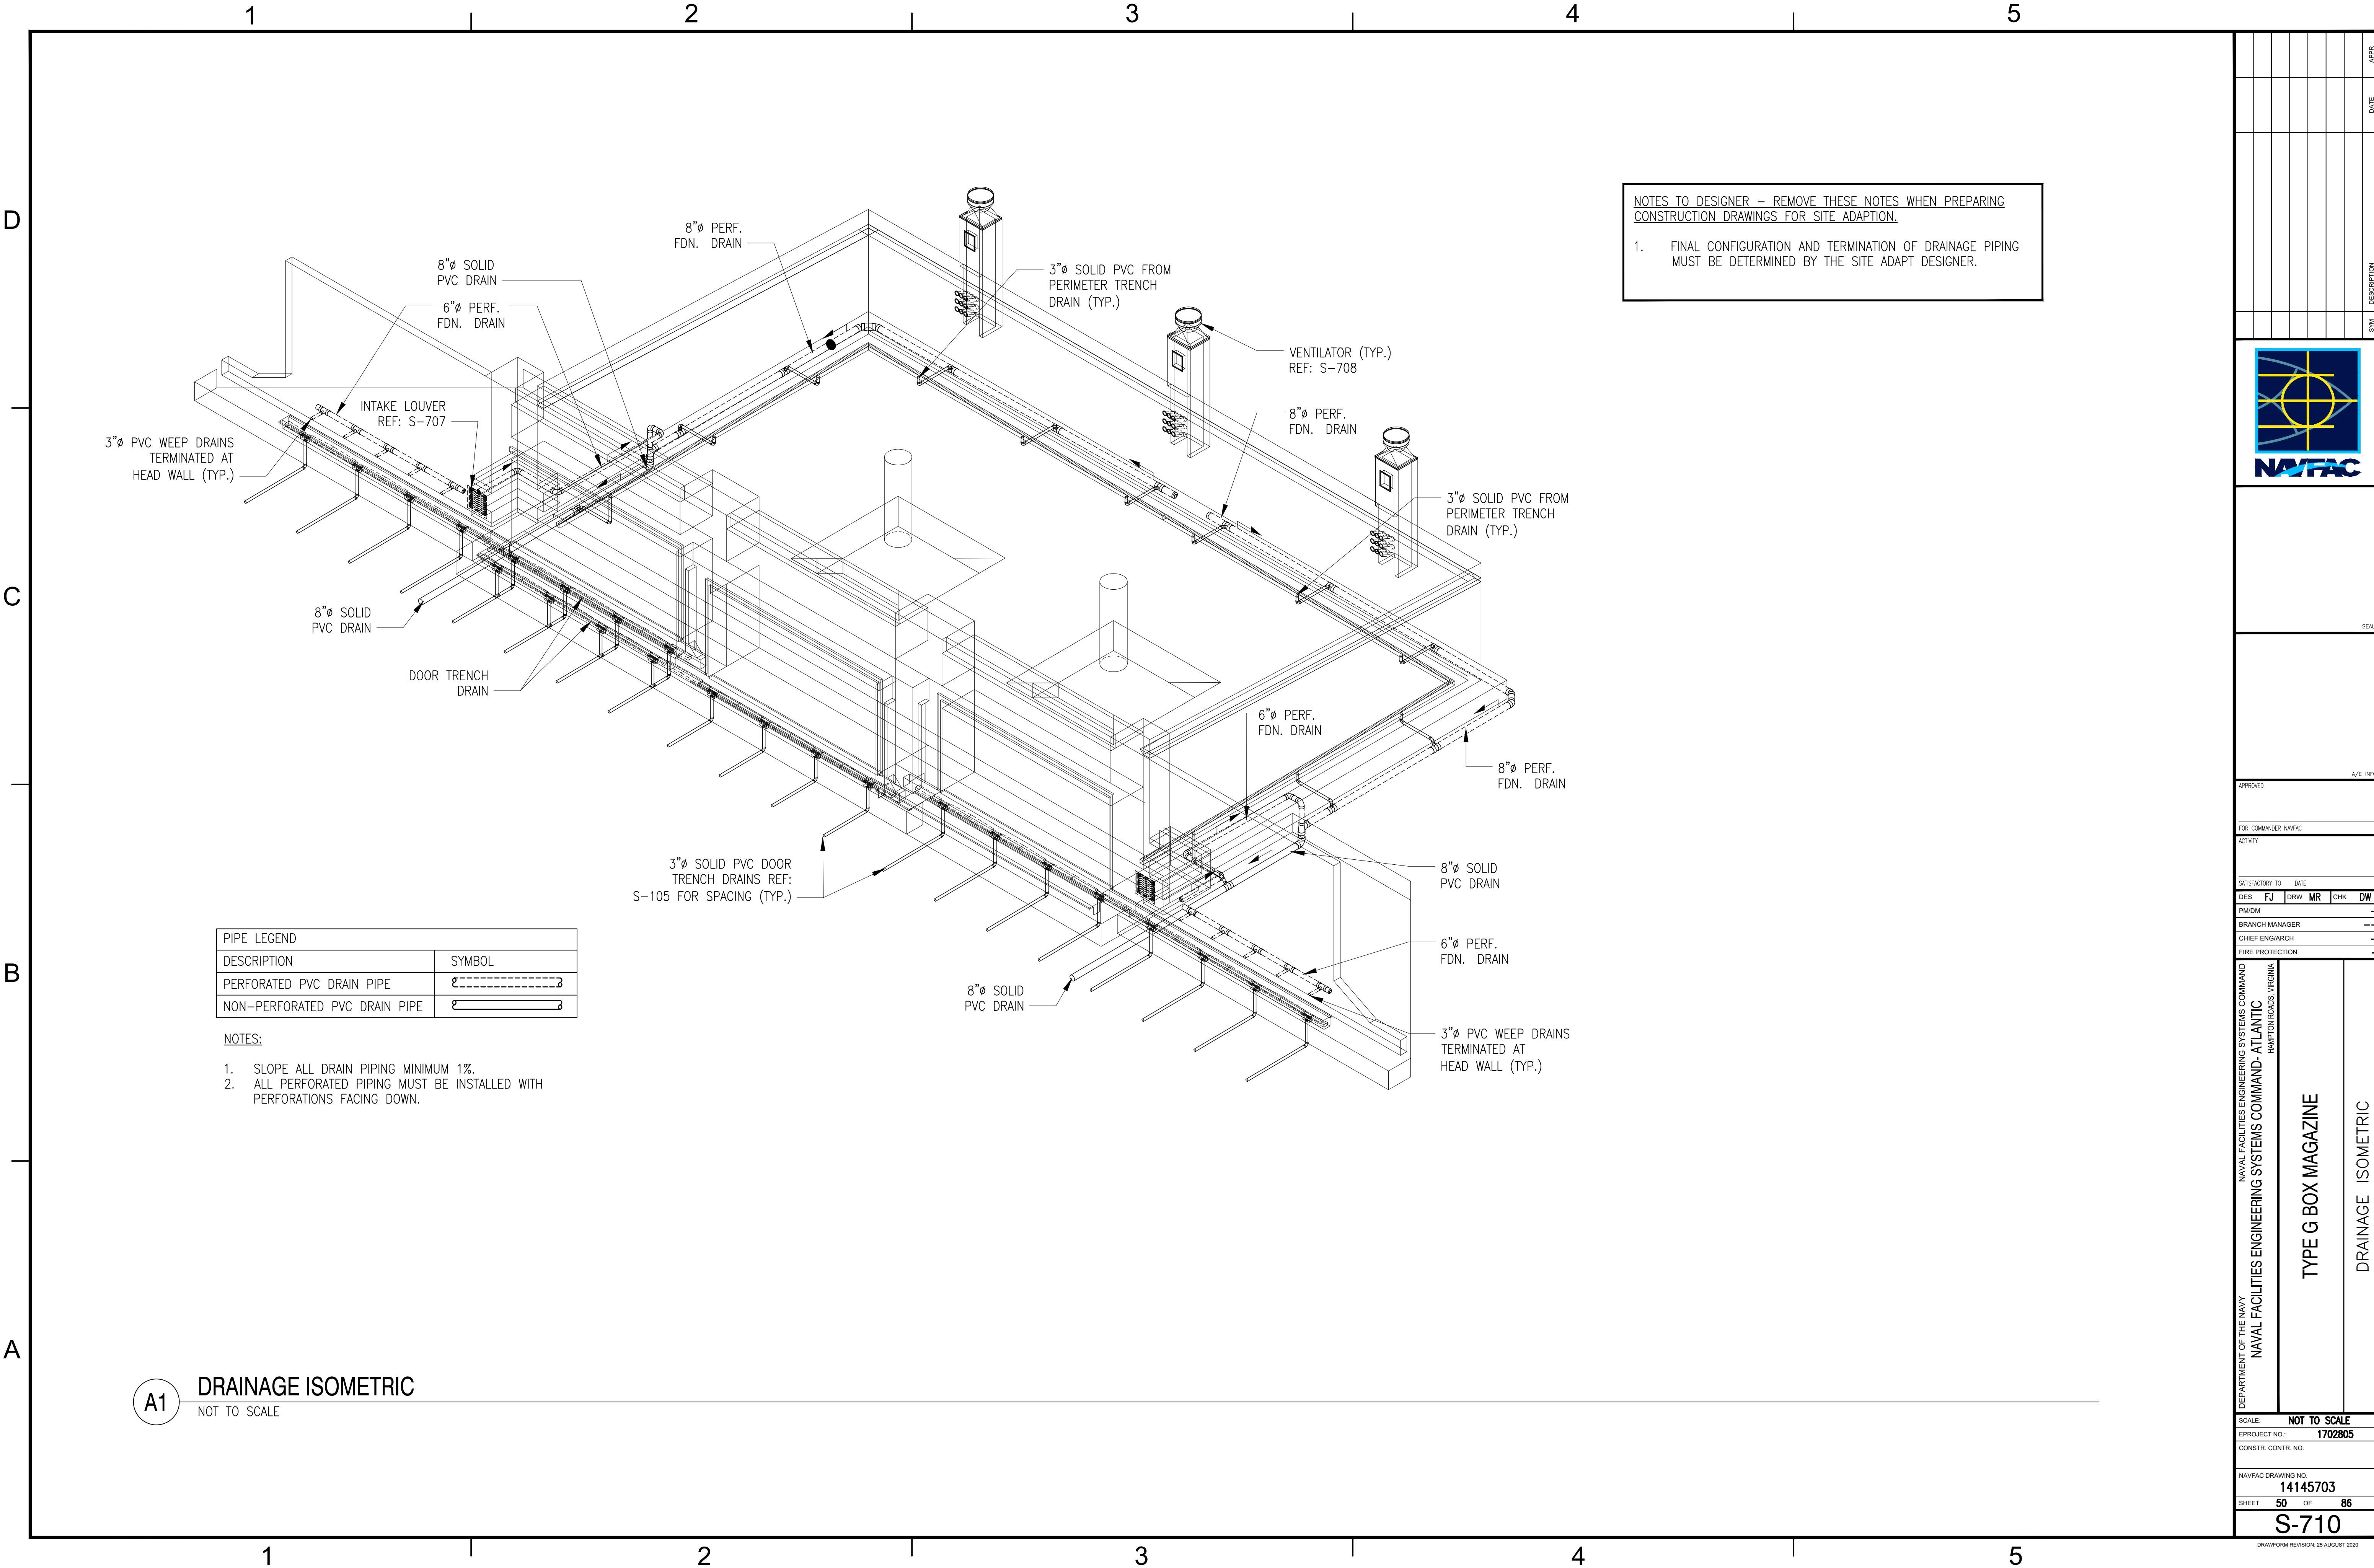 1
2
3
4
5
D
C
B
A
8"ø PERF.
FDN. DRAIN
8"ø SOLID
PVC DRAIN
6"ø PERF.
FDN. DRAIN
INTAKE LOUVER
REF: S-707
3"ø PVC WEEP DRAINS
TERMINATED AT
HEAD WALL (TYP.)
8"ø SOLID
PVC DRAIN
DOOR TRENCH
DRAIN
3"ø SOLID PVC FROM
PERIMETER TRENCH
DRAIN (TYP.)
VENTILATOR (TYP.)
REF: S-708
8"ø PERF.
FDN. DRAIN
3"ø SOLID PVC FROM
PERIMETER TRENCH
DRAIN (TYP.)
6"ø PERF.
FDN. DRAIN
8"ø PERF.
FDN. DRAIN
3"ø SOLID PVC DOOR
TRENCH DRAINS REF:
S-105 FOR SPACING (TYP.)
8"ø SOLID
PVC DRAIN
6"ø PERF.
FDN. DRAIN
8"ø SOLID
PVC DRAIN
3"ø PVC WEEP DRAINS
TERMINATED AT
HEAD WALL (TYP.)
NOTES TO DESIGNER – REMOVE THESE NOTES WHEN PREPARING
CONSTRUCTION DRAWINGS FOR SITE ADAPTION.
1. FINAL CONFIGURATION AND TERMINATION OF DRAINAGE PIPING
MUST BE DETERMINED BY THE SITE ADAPT DESIGNER.
PIPE LEGEND
DESCRIPTION SYMBOL
PERFORATED PVC DRAIN PIPE
NON-PERFORATED PVC DRAIN PIPE
NOTES:
1. SLOPE ALL DRAIN PIPING MINIMUM 1%.
2. ALL PERFORATED PIPING MUST BE INSTALLED WITH
PERFORATIONS FACING DOWN.
A1 DRAINAGE ISOMETRIC
NOT TO SCALE
1
2
3
4
5
SYM DESCRIPTION DATE APPR
NAVFAC
SEAL
A/E
APPROVED
FOR COMMANDER NAVFAC
ACTIVITY
SATISFACTORY TO DATE
DES FJ DRW MR CHK DW
PM/DM
BRANCH MANAGER
CHIEF ENG/ARCH
FIRE PROTECTION
DEPARTMENT OF THE NAVY NAVAL FACILITIES ENGINEERING SYSTEMS COMMAND
NAVAL FACILITIES ENGINEERING SYSTEMS COMMAND- ATLANTIC
HAMPTON ROADS, VIRGINIA
TYPE G BOX MAGAZINE
DRAINAGE ISOMETRIC
SCALE: NOT TO SCALE
EPROJECT NO.: 1702805
CONSTR. CONTR. NO.
NAVFAC DRAWING NO.
14145703
SHEET 50 OF 86
S-710
DRAWFORM REVISION: 25 AUGUST 2020